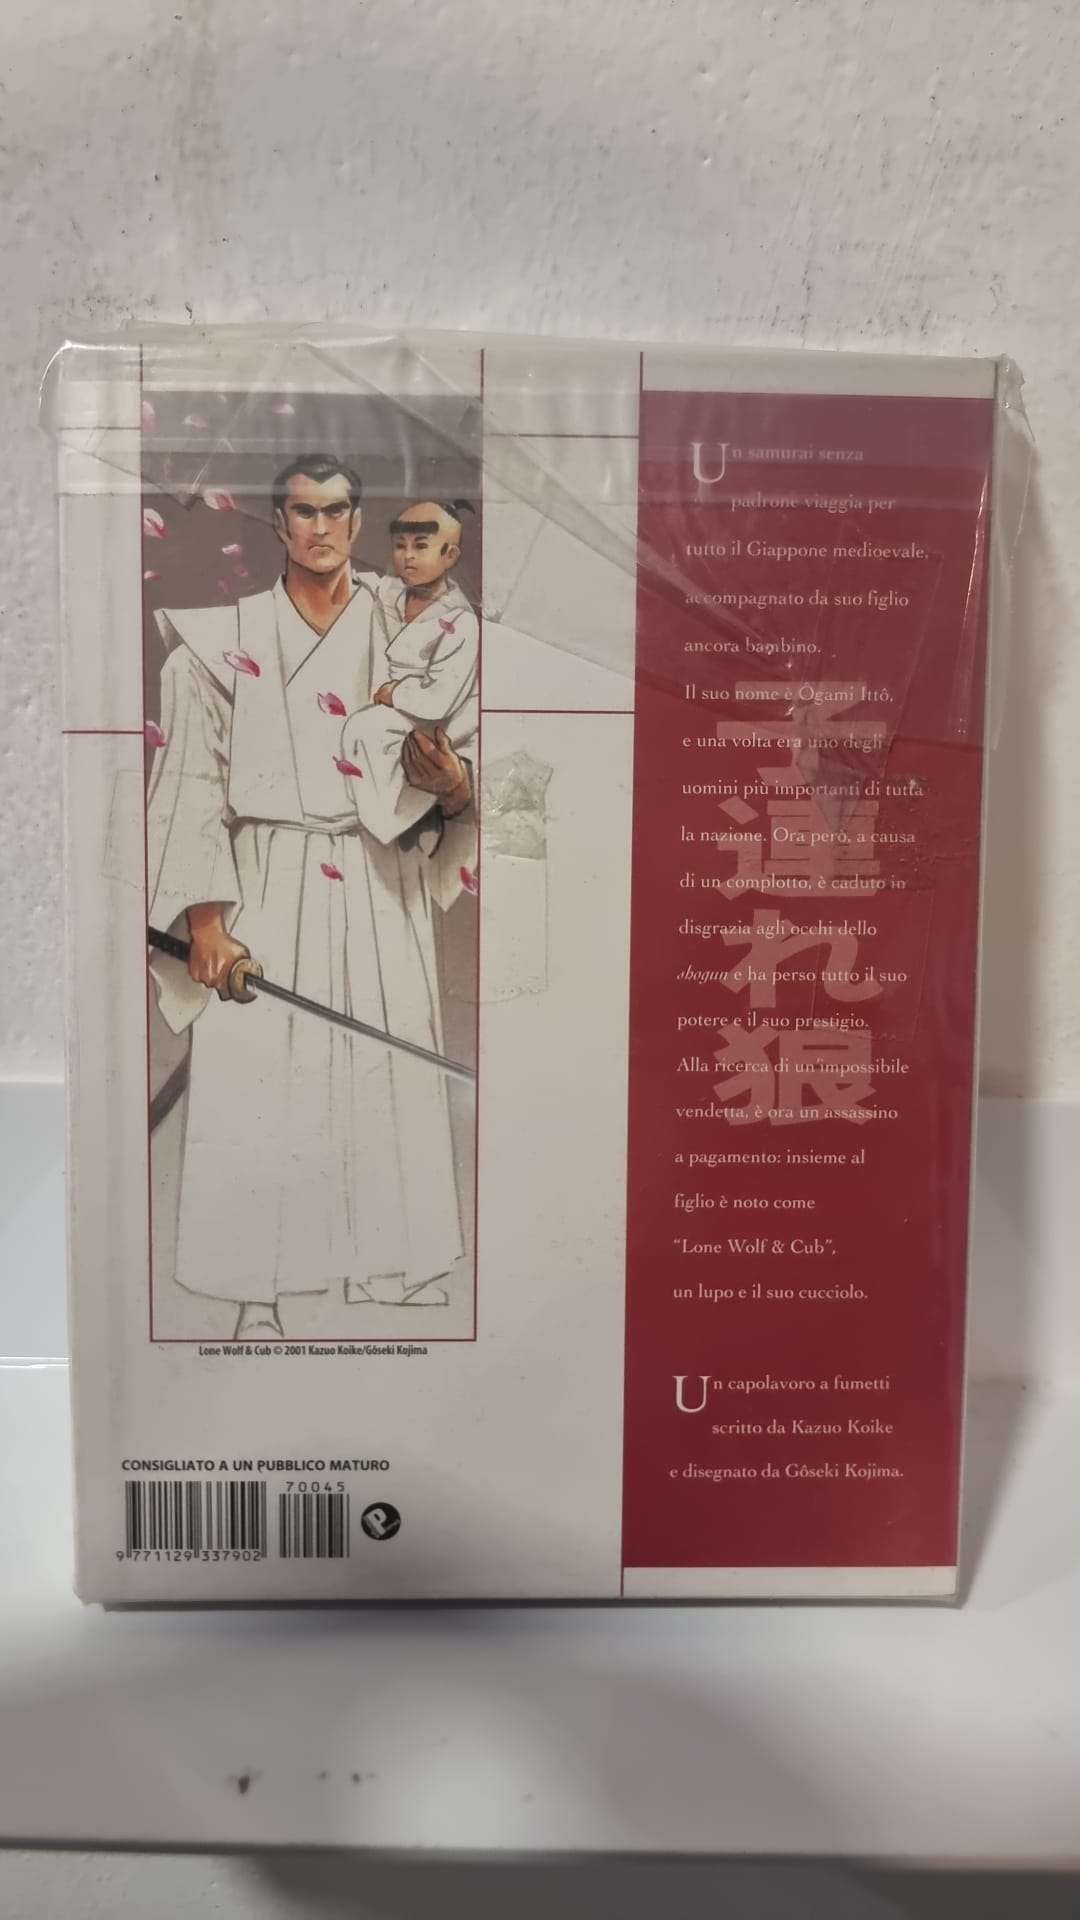 Un samurai senza
padrone viaggia per
tutto il Giappone medioevale,
accompagnato da suo figlio
ancora bambino.
Il suo nome è Ôgami Ittô,
e una volta era uno degli
uomini più importanti di tutta
la nazione. Ora però, a causa
di un complotto, è caduto in
disgrazia agli occhi dello
shogun e ha perso tutto il suo
potere e il suo prestigio.
Alla ricerca di un'impossibile
vendetta, è ora un assassino
a pagamento: insieme al
figlio è noto come
“Lone Wolf & Cub”,
un lupo e il suo cucciolo.
Un capolavoro a fumetti
scritto da Kazuo Koike
e disegnato da Gôseki Kojima.
子連れ狼
Lone Wolf & Cub © 2001 Kazuo Koike/Gôseki Kojima
CONSIGLIATO A UN PUBBLICO MATURO
70045
9 771129 337902
P